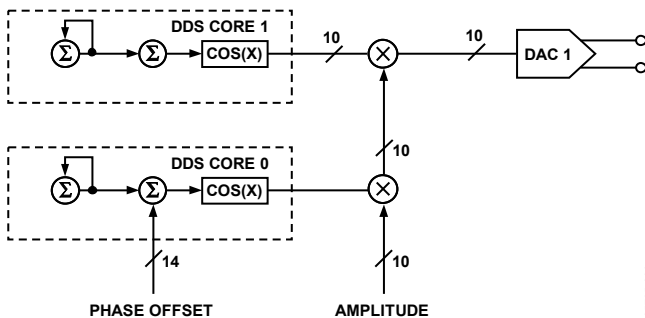 DDS CORE 1
Σ
Σ
COS(X)
10
×
10
DAC 1
10
DDS CORE 0
Σ
Σ
COS(X)
×
14
10
PHASE OFFSET
AMPLITUDE